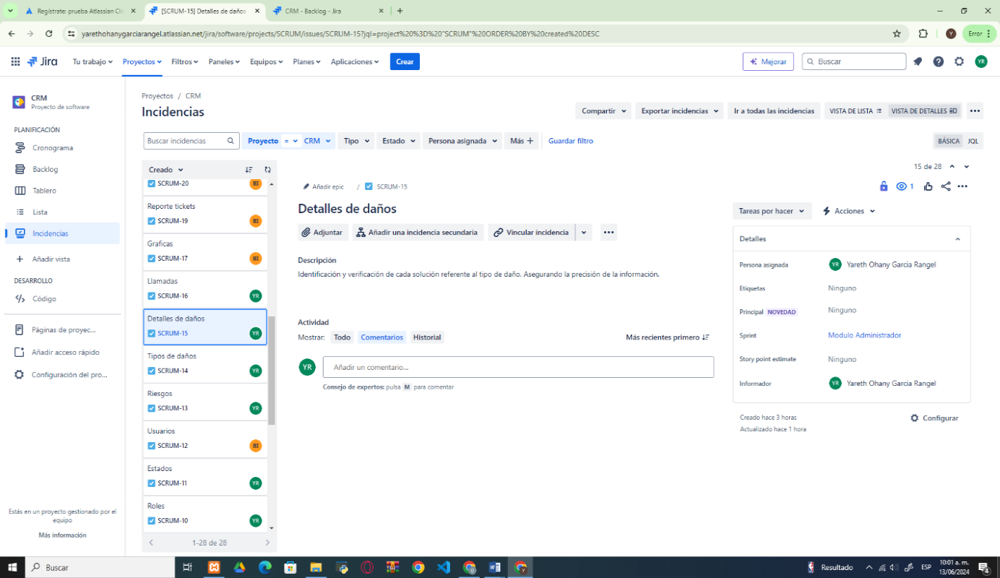 Regístrate: prueba Atlassian Clo
[SCRUM-15] Detalles de daños
CRM - Backlog - Jira
yarethohanygarciarangel.atlassian.net/jira/software/projects/SCRUM/issues/SCRUM-15?jql=project%20%3D%20"SCRUM"%20ORDER%20BY%20created%20DESC
Y
Error
Jira
Tu trabajo
Proyectos
Filtros
Paneles
Equipos
Planes
Aplicaciones
Crear
Mejorar
Buscar
YR
CRM
Proyecto de software
PLANIFICACIÓN
Cronograma
Backlog
Tablero
Lista
Incidencias
Añadir vista
DESARROLLO
Código
Páginas de proyec...
Añadir acceso rápido
Configuración del pro...
Estás en un proyecto gestionado por el
equipo
Más información
Proyectos / CRM
Incidencias
Compartir
Exportar incidencias
Ir a todas las incidencias
VISTA DE LISTA
VISTA DE DETALLES
Buscar incidencias
Proyecto = CRM
Tipo
Estado
Persona asignada
Más +
Guardar filtro
BÁSICA
JQL
Creado
SCRUM-20 BI
Reporte tickets
SCRUM-19 BI
Graficas
SCRUM-17 BI
Llamadas
SCRUM-16 YR
Detalles de daños
SCRUM-15 YR
Tipos de daños
SCRUM-14 YR
Riesgos
SCRUM-13 YR
Usuarios
SCRUM-12 BI
Estados
SCRUM-11 YR
Roles
SCRUM-10 YR
1-28 de 28
15 de 28
Añadir epic / SCRUM-15
1
Detalles de daños
Adjuntar
Añadir una incidencia secundaria
Vincular incidencia
Descripción
Identificación y verificación de cada solución referente al tipo de daño. Asegurando la precisión de la información.
Actividad
Mostrar: Todo Comentarios Historial
Más recientes primero
YR
Añadir un comentario...
Consejo de expertos: pulsa M para comentar
Tareas por hacer
Acciones
Detalles
Persona asignada YR Yareth Ohany Garcia Rangel
Etiquetas Ninguno
Principal NOVEDAD Ninguno
Sprint Modulo Administrador
Story point estimate Ninguno
Informador YR Yareth Ohany Garcia Rangel
Creado hace 3 horas
Actualizado hace 1 hora
Configurar
Buscar
Resultado
ESP
10:01 a. m.
13/06/2024
4